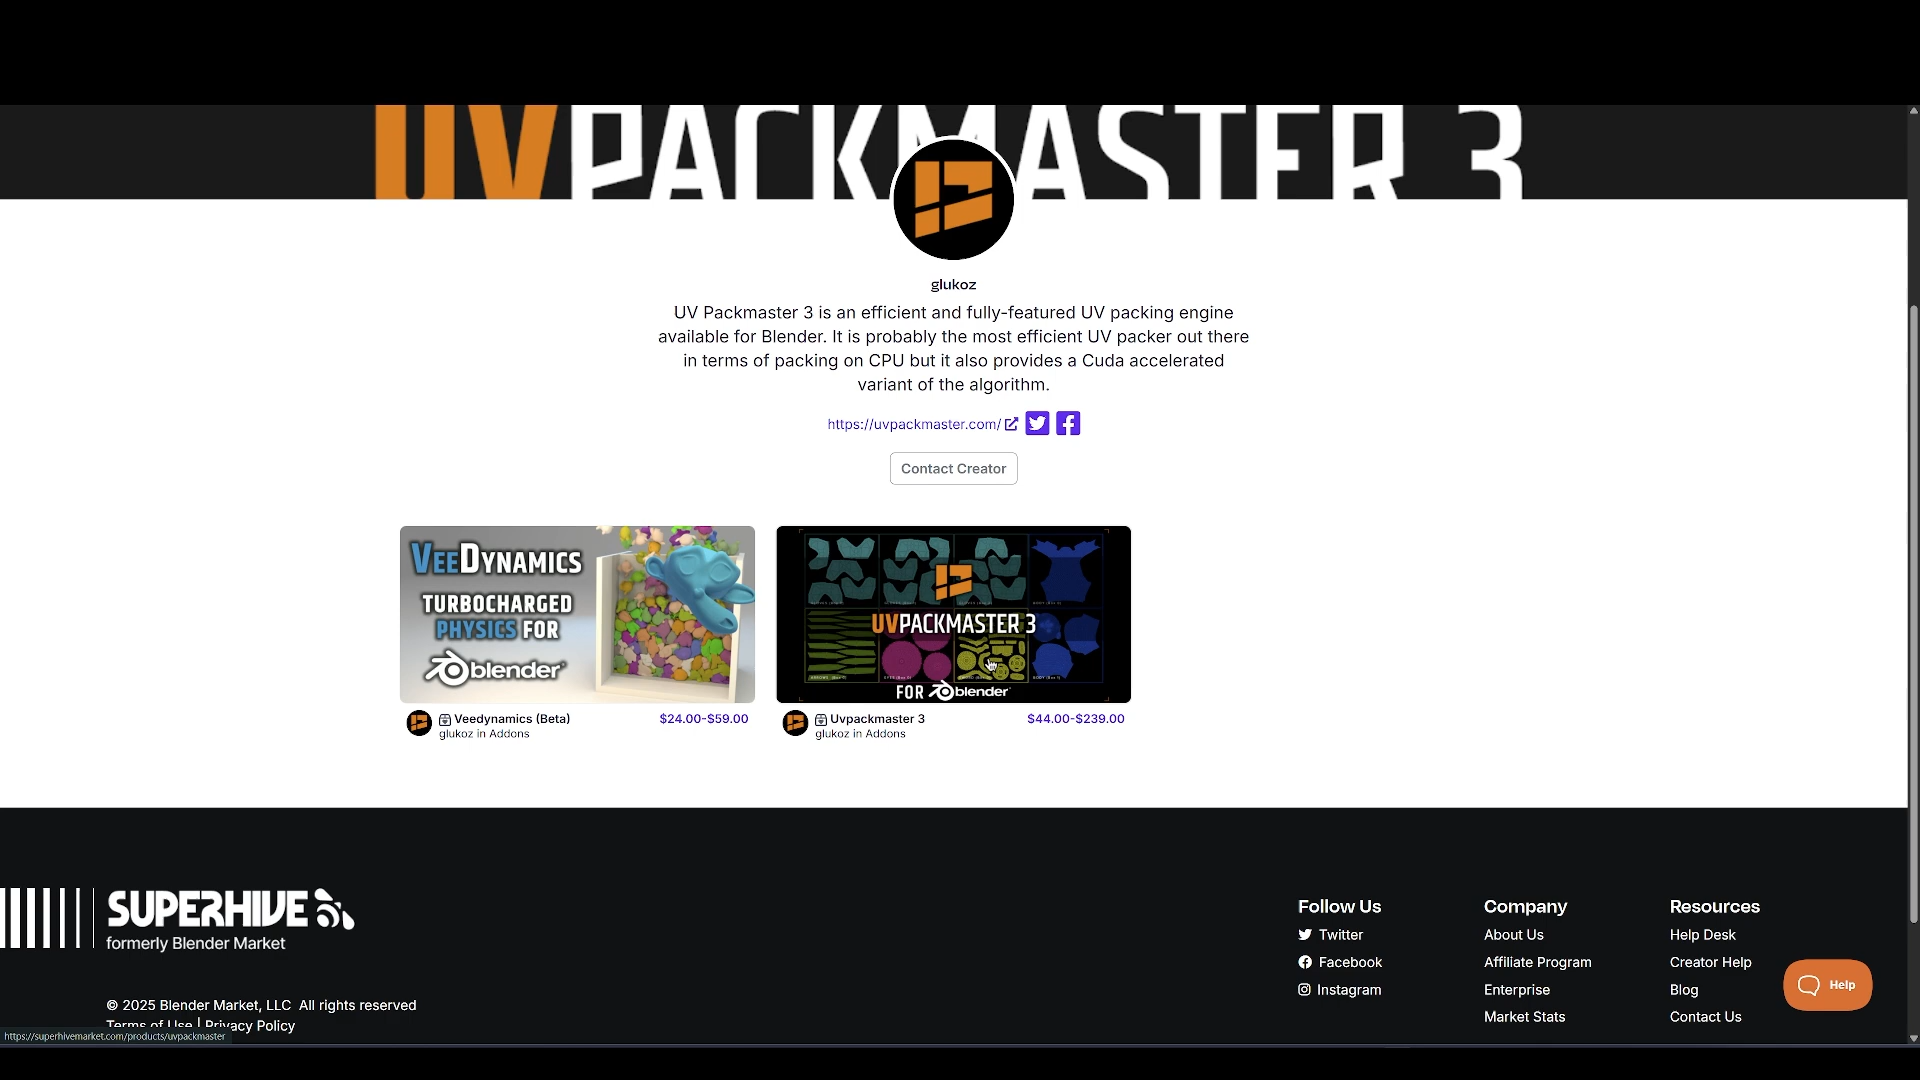 UVPACKMASTER 3
glukoz
UV Packmaster 3 is an efficient and fully-featured UV packing engine
available for Blender. It is probably the most efficient UV packer out there
in terms of packing on CPU but it also provides a Cuda accelerated
variant of the algorithm.
https://uvpackmaster.com/
Contact Creator
VEEDYNAMICS
TURBOCHARGED
PHYSICS FOR
blender
Veedynamics (Beta)
$24.00-$59.00
glukoz in Addons
UVPACKMASTER 3
FOR blender
Uvpackmaster 3
$44.00-$239.00
glukoz in Addons
SUPERHIVE
formerly Blender Market
© 2025 Blender Market, LLC All rights reserved
Terms of Use | Privacy Policy
Follow Us
Twitter
Facebook
Instagram
Company
About Us
Affiliate Program
Enterprise
Market Stats
Resources
Help Desk
Creator Help
Blog
Contact Us
Help
https://superhivemarket.com/products/uvpackmaster